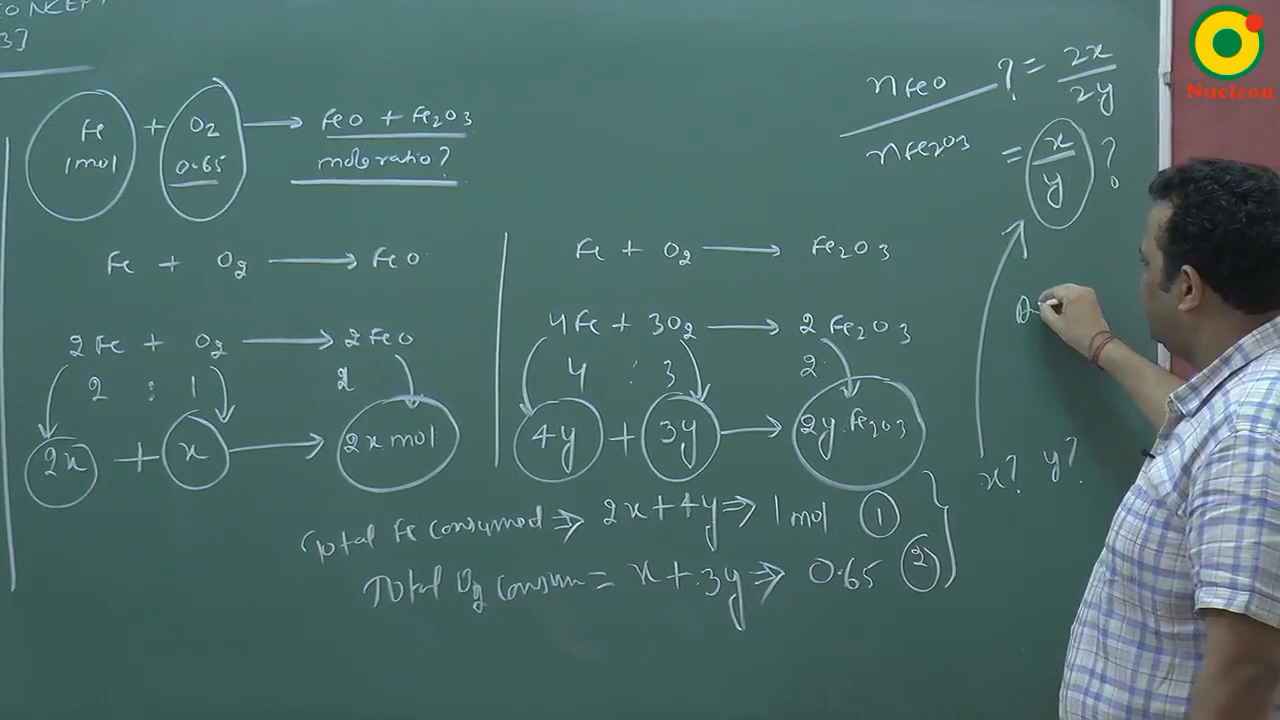 ONCEPT
3]
Fe + O2 → FeO + Fe2O3
1mol 0.65 mole ratio?
nFeO / nFe2O3 ? = 2x / 2y
= x / y ?
Fe + O2 → FeO
2Fe + O2 → 2FeO
2 : 1 2
2x + x → 2x mol
Fe + O2 → Fe2O3
4Fe + 3O2 → 2Fe2O3
4 : 3 2
4y + 3y → 2y.Fe2O3
Total Fe consumed ⇒ 2x+4y ⇒ 1 mol ①
Total O2 consum = x+3y ⇒ 0.65 ②
x? y?
Nucleon